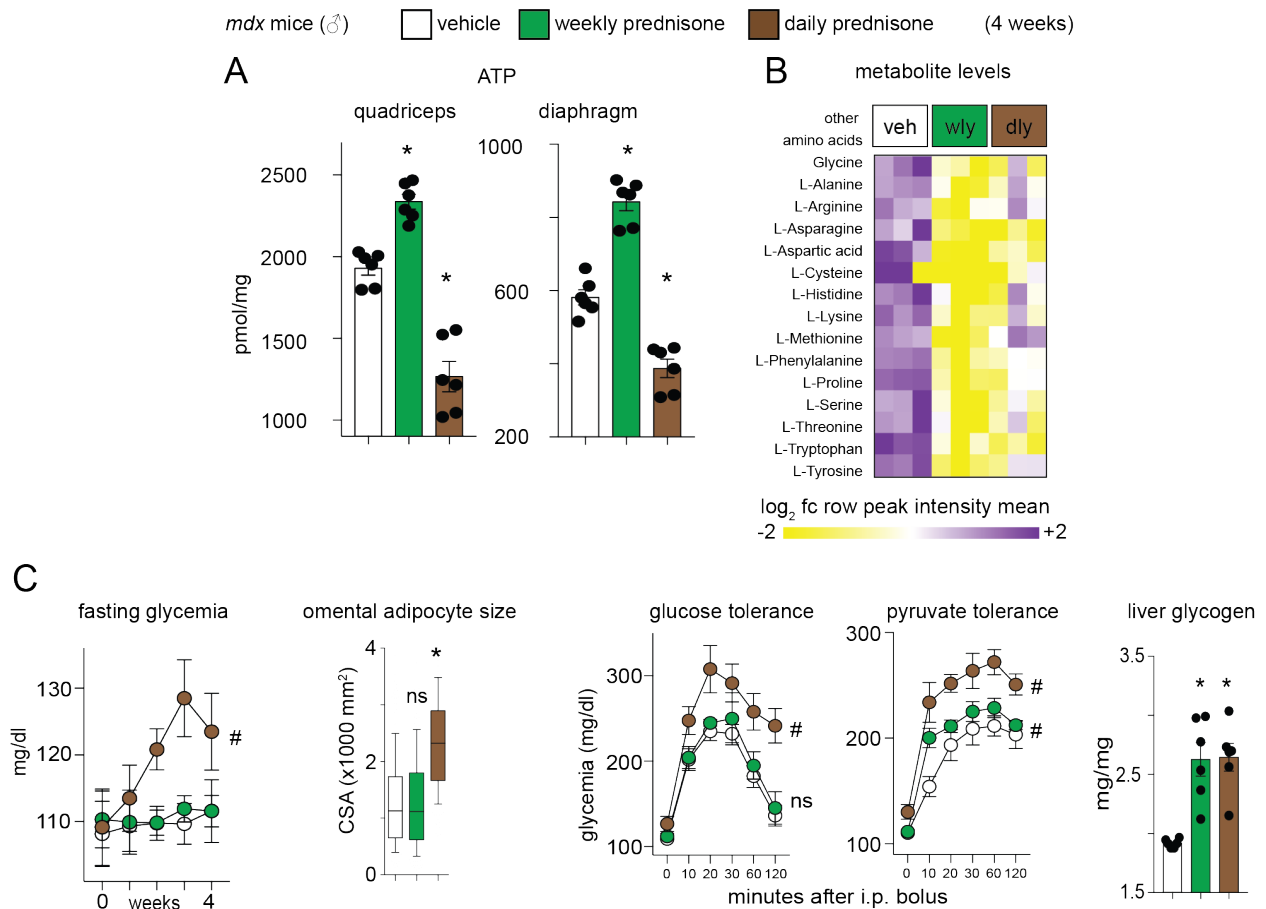 mdx mice (♂) vehicle weekly prednisone daily prednisone (4 weeks)
A
ATP
quadriceps
diaphragm
pmol/mg
2500
2000
1500
1000
*
*
1000
600
200
*
*
B
metabolite levels
other
amino acids
veh
wly
dly
Glycine
L-Alanine
L-Arginine
L-Asparagine
L-Aspartic acid
L-Cysteine
L-Histidine
L-Lysine
L-Methionine
L-Phenylalanine
L-Proline
L-Serine
L-Threonine
L-Tryptophan
L-Tyrosine
log2 fc row peak intensity mean
-2
+2
C
fasting glycemia
mg/dl
130
120
110
#
0 weeks 4
omental adipocyte size
CSA (x1000 mm²)
4
2
0
ns
*
glucose tolerance
glycemia (mg/dl)
300
200
100
#
ns
0 10 20 30 60 120
pyruvate tolerance
300
200
100
#
#
0 10 20 30 60 120
minutes after i.p. bolus
liver glycogen
mg/mg
3.5
2.5
1.5
* *